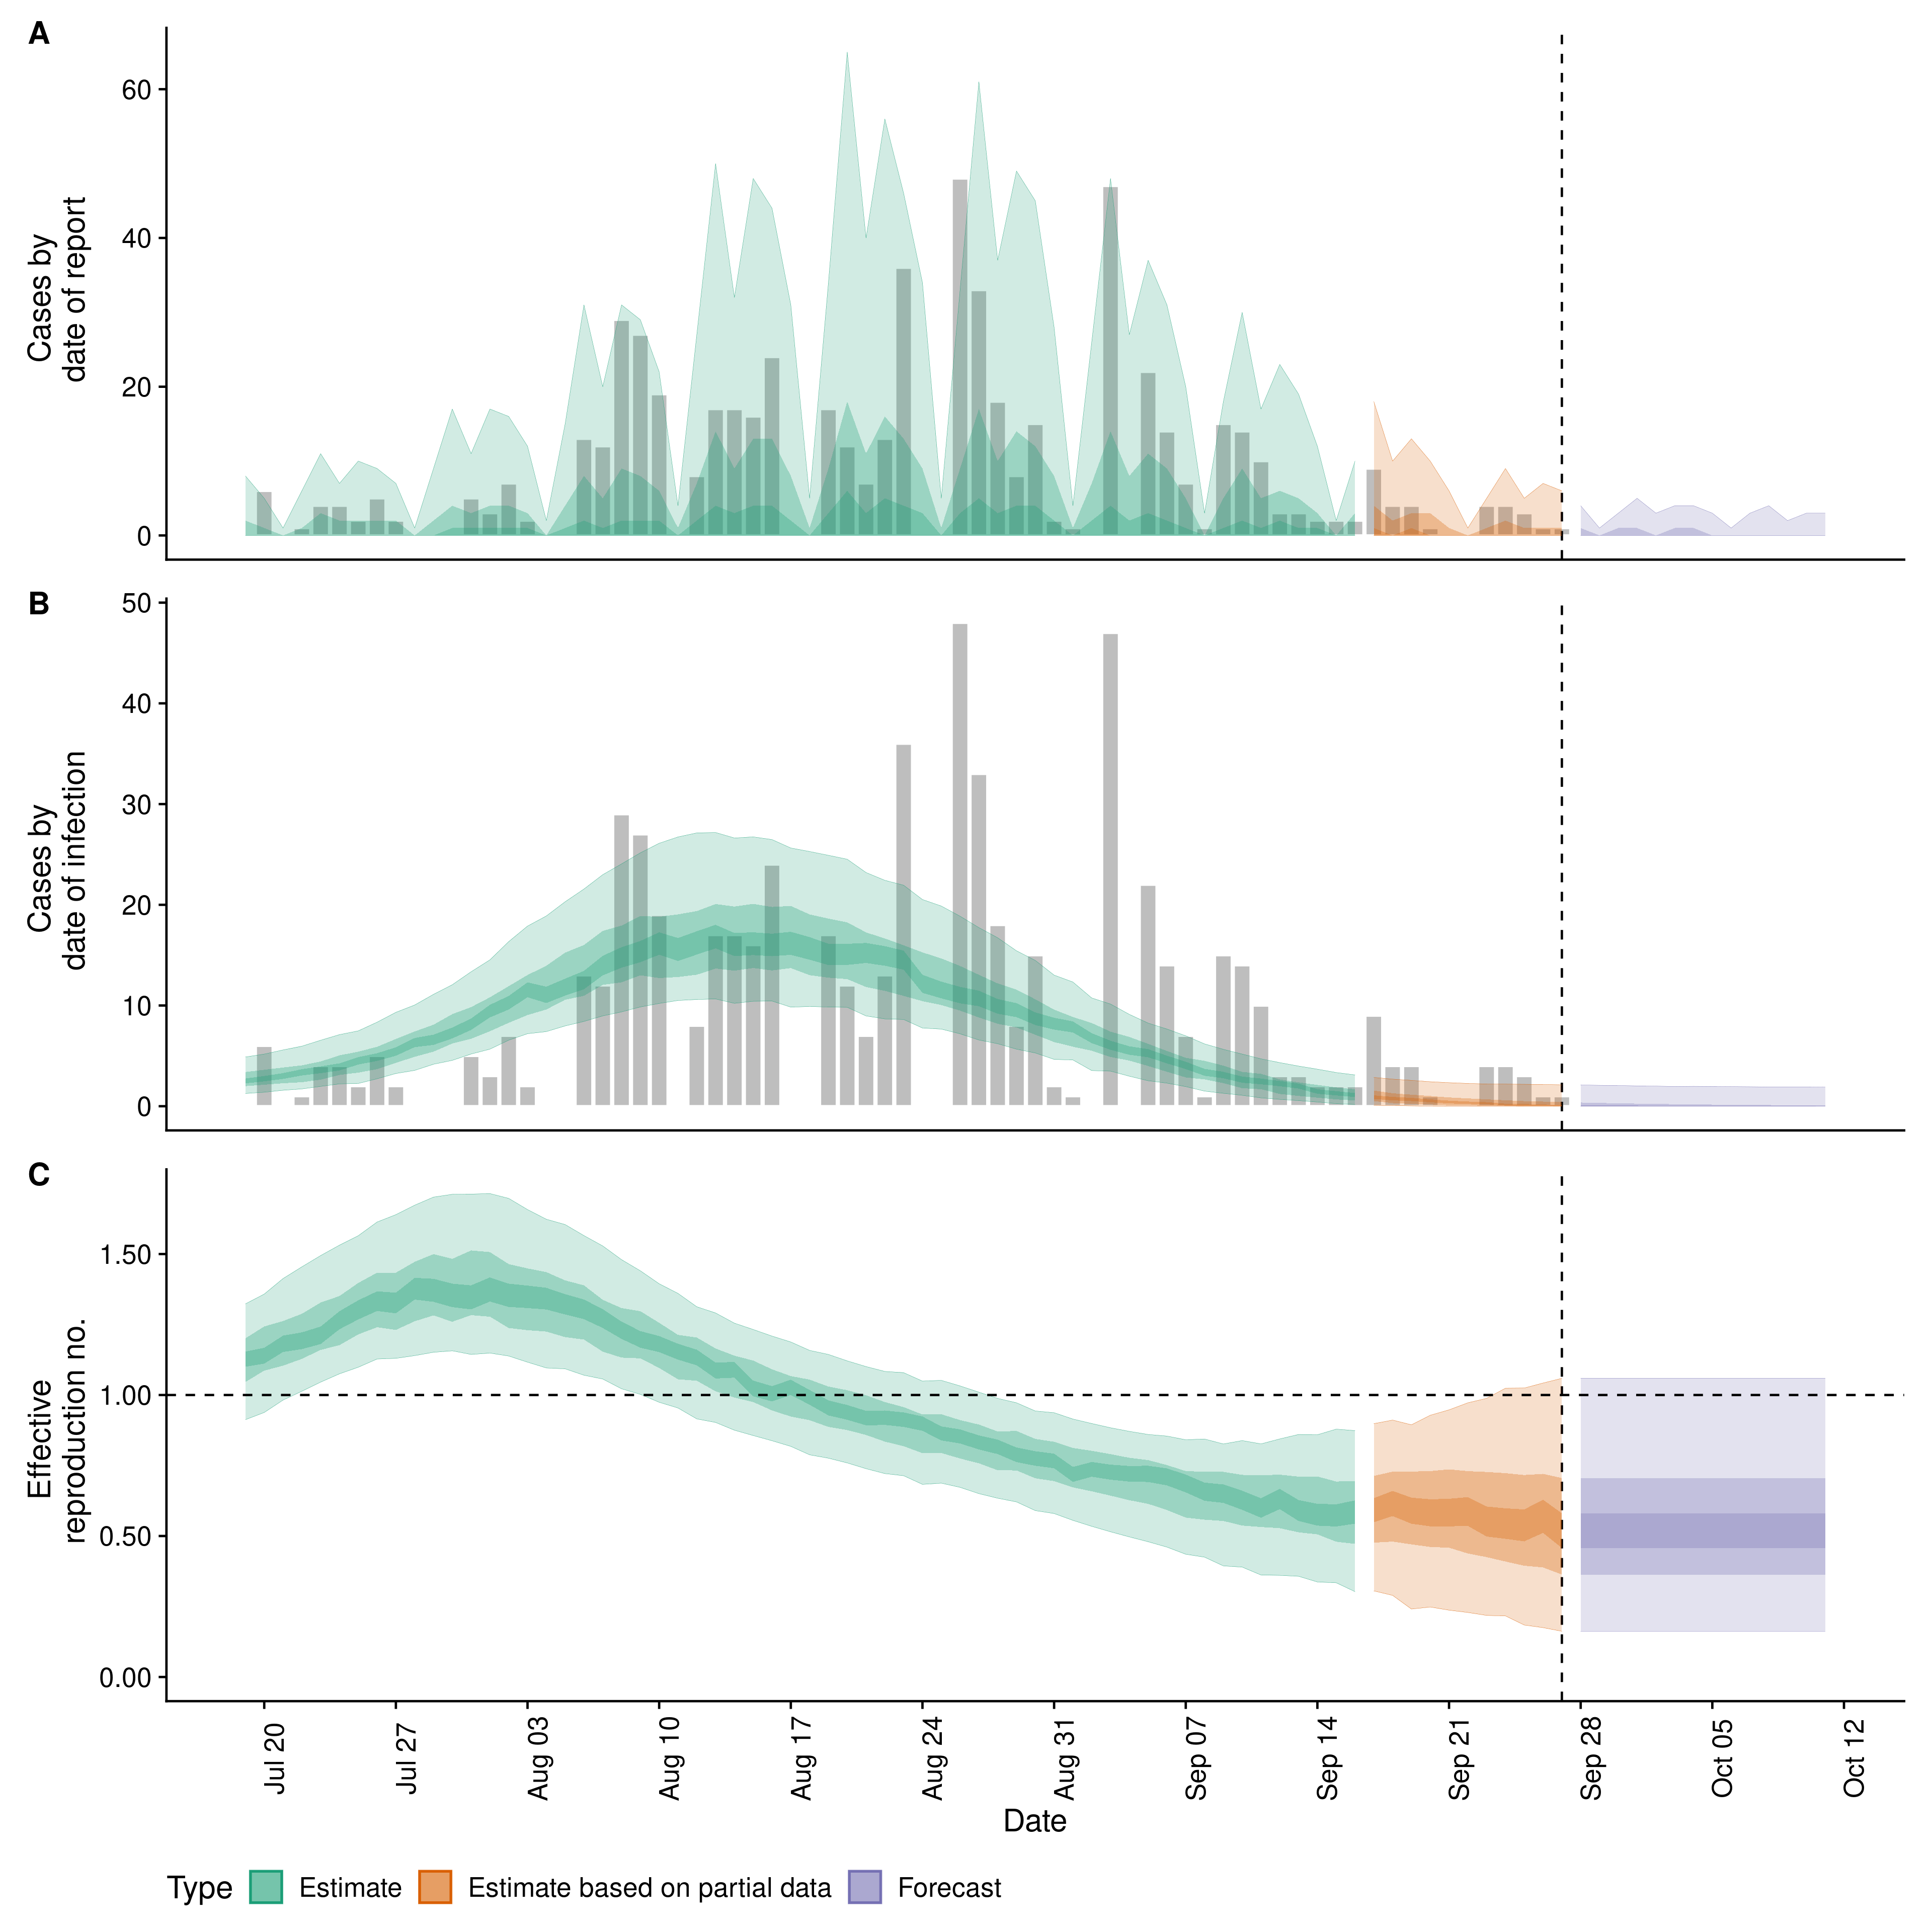 A
Cases by
date of report
60
40
20
0
B
Cases by
date of infection
50
40
30
20
10
0
C
Effective
reproduction no.
1.50
1.00
0.50
0.00
Jul 20
Jul 27
Aug 03
Aug 10
Aug 17
Aug 24
Aug 31
Sep 07
Sep 14
Sep 21
Sep 28
Oct 05
Oct 12
Date
Type Estimate Estimate based on partial data Forecast